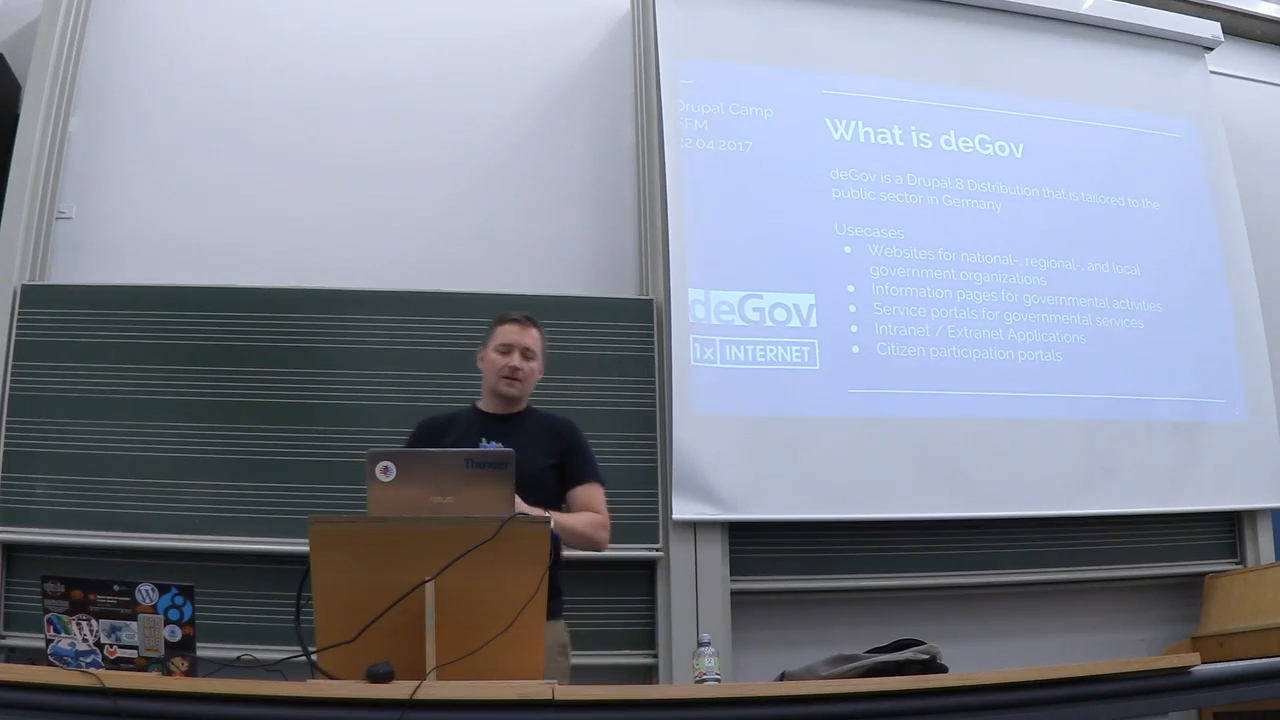 Drupal Camp
FFM
22.04.2017
What is deGov
deGov is a Drupal 8 Distribution that is tailored to the
public sector in Germany
Usecases
● Websites for national-, regional-, and local
government organizations
● Information pages for governmental activities
● Service portals for governmental services
● Intranet / Extranet Applications
● Citizen participation portals
deGov
1x INTERNET
Thunder
ASUS